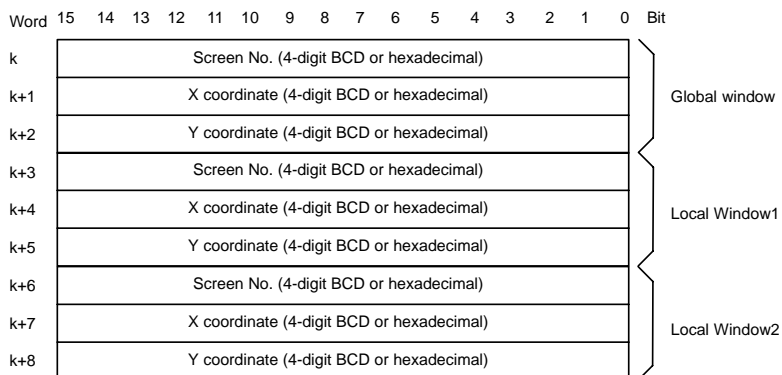 Word 15 14 13 12 11 10 9 8 7 6 5 4 3 2 1 0 Bit
k Screen No. (4-digit BCD or hexadecimal)
k+1 X coordinate (4-digit BCD or hexadecimal) Global window
k+2 Y coordinate (4-digit BCD or hexadecimal)
k+3 Screen No. (4-digit BCD or hexadecimal)
k+4 X coordinate (4-digit BCD or hexadecimal) Local Window1
k+5 Y coordinate (4-digit BCD or hexadecimal)
k+6 Screen No. (4-digit BCD or hexadecimal)
k+7 X coordinate (4-digit BCD or hexadecimal) Local Window2
k+8 Y coordinate (4-digit BCD or hexadecimal)